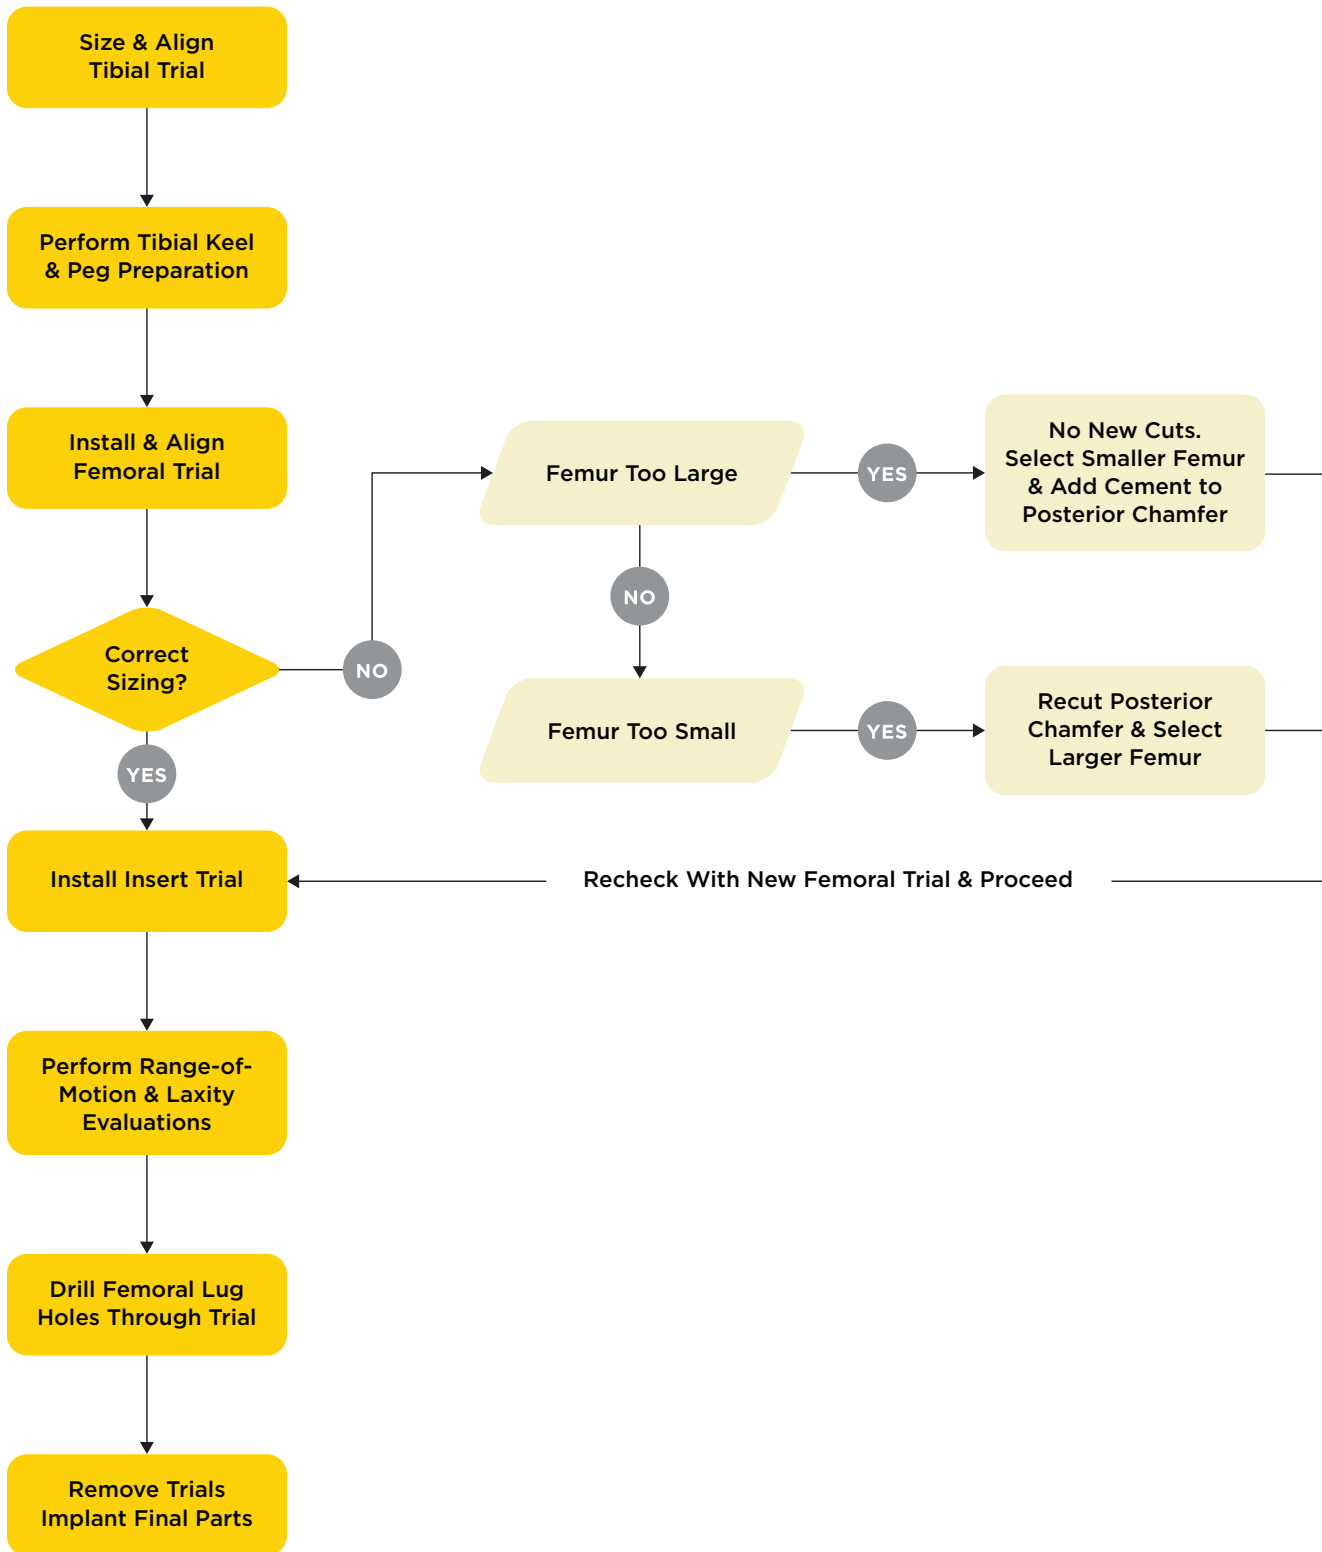 Size & Align
Tibial Trial
Perform Tibial Keel
& Peg Preparation
Install & Align
Femoral Trial
Correct
Sizing?
NO
YES
Femur Too Large
YES
No New Cuts.
Select Smaller Femur
& Add Cement to
Posterior Chamfer
NO
Femur Too Small
YES
Recut Posterior
Chamfer & Select
Larger Femur
Install Insert Trial
Recheck With New Femoral Trial & Proceed
Perform Range-of-
Motion & Laxity
Evaluations
Drill Femoral Lug
Holes Through Trial
Remove Trials
Implant Final Parts